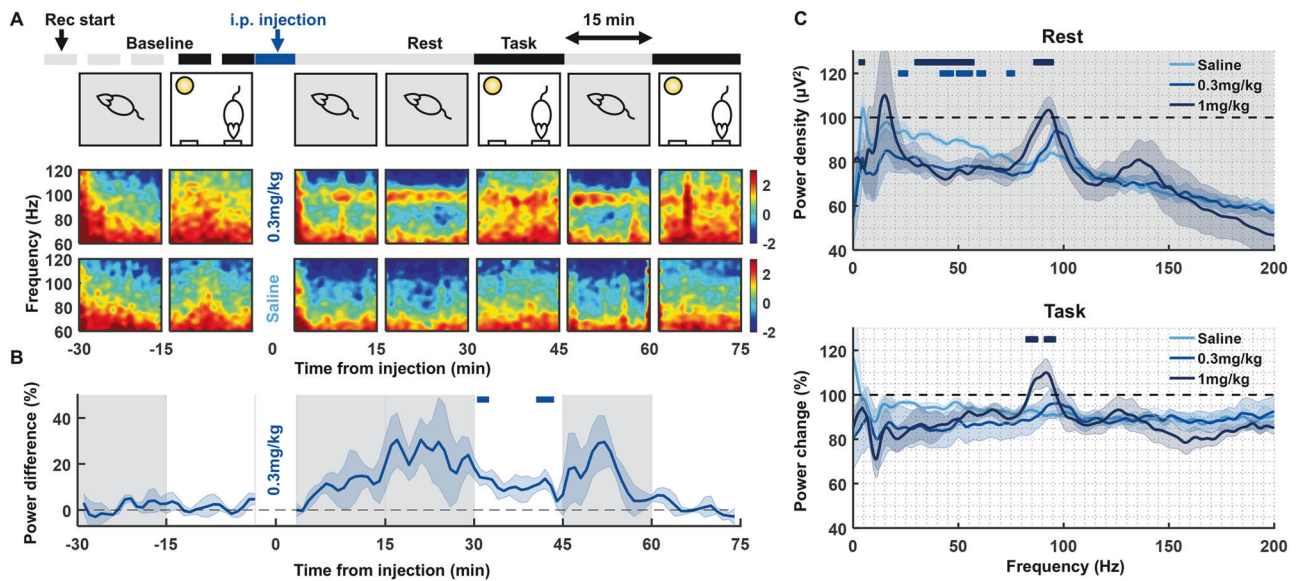 A
Rec start
i.p. injection
15 min
Baseline
Rest
Task
Frequency (Hz)
120
100
80
60
0.3mg/kg
2
0
-2
120
100
80
60
Saline
2
0
-2
-30
-15
0
15
30
45
60
75
Time from injection (min)
B
Power difference (%)
40
20
0
0.3mg/kg
-30
-15
0
15
30
45
60
75
Time from injection (min)
C
Rest
Power density (µV²)
120
100
80
60
40
Saline
0.3mg/kg
1mg/kg
0
50
100
150
200
Task
Power change (%)
120
100
80
60
40
Saline
0.3mg/kg
1mg/kg
0
50
100
150
200
Frequency (Hz)